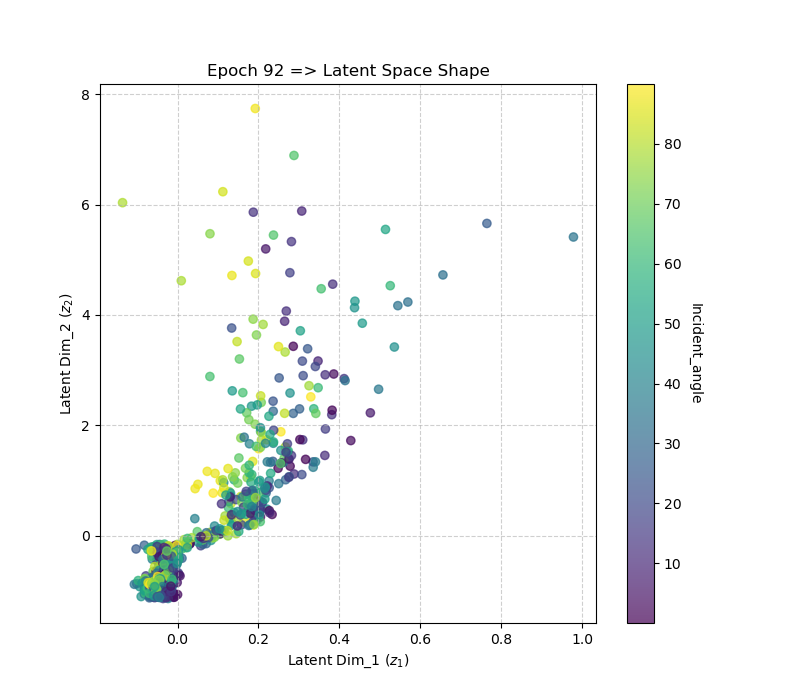 Epoch 92 => Latent Space Shape
8
6
4
2
0
Latent Dim_2 (z₂)
0.0 0.2 0.4 0.6 0.8 1.0
Latent Dim_1 (z₁)
80
70
60
50
40
30
20
10
Incident_angle